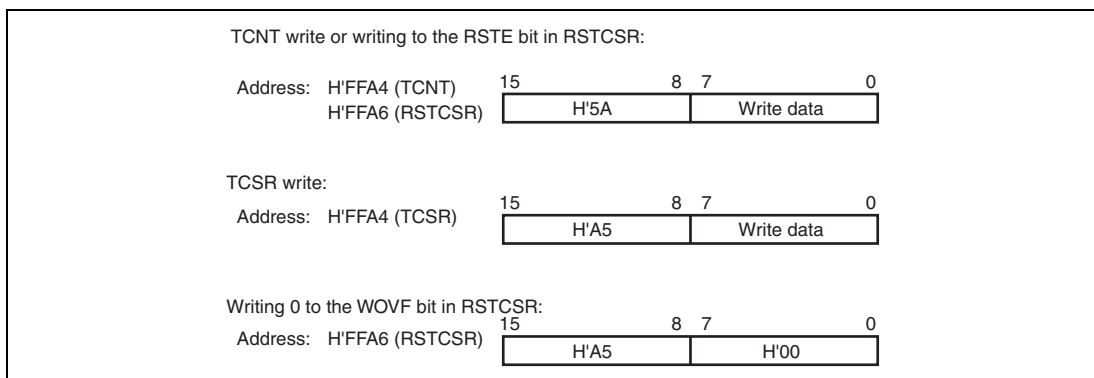 TCNT write or writing to the RSTE bit in RSTCSR:
15 8 7 0
Address: H'FFA4 (TCNT)
H'FFA6 (RSTCSR) H'5A Write data
TCSR write:
15 8 7 0
Address: H'FFA4 (TCSR)
H'A5 Write data
Writing 0 to the WOVF bit in RSTCSR:
15 8 7 0
Address: H'FFA6 (RSTCSR)
H'A5 H'00